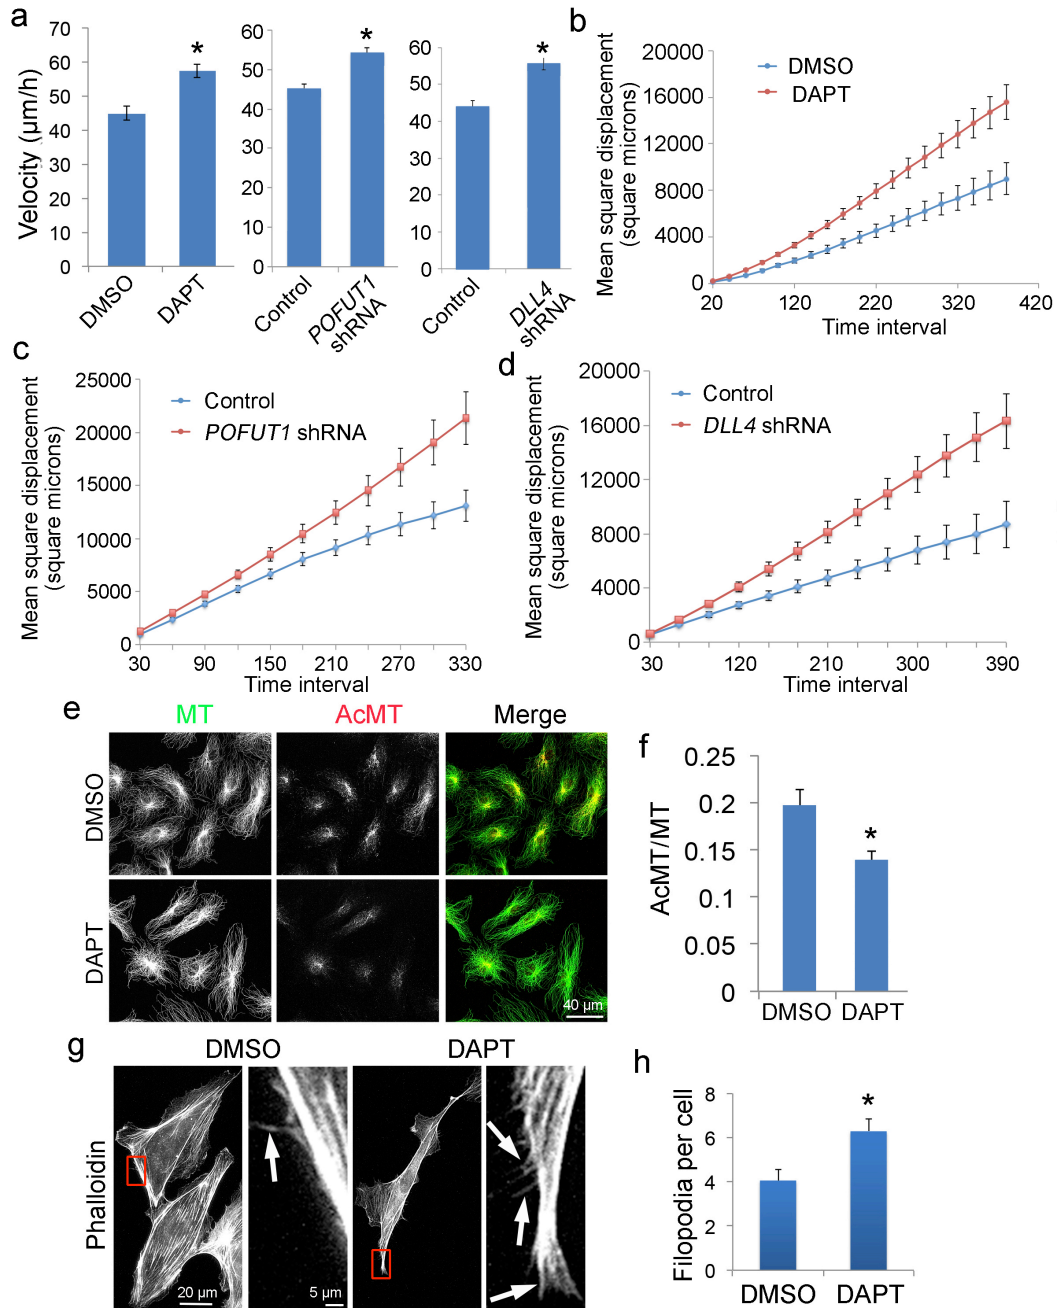 a
Velocity (µm/h)
80
70
60
50
40
30
20
10
0
*
DMSO
DAPT
60
50
40
30
20
10
0
*
Control
POFUT1
shRNA
60
50
40
30
20
10
0
*
Control
DLL4
shRNA
b
Mean square displacement
(square microns)
20000
16000
12000
8000
4000
0
DMSO
DAPT
20 120 220 320 420
Time interval
c
Mean square displacement
(square microns)
25000
20000
15000
10000
5000
0
Control
POFUT1 shRNA
30 90 150 210 270 330
Time interval
d
Mean square displacement
(square microns)
20000
16000
12000
8000
4000
0
Control
DLL4 shRNA
30 120 210 300 390
Time interval
e
MT AcMT Merge
DMSO
DAPT
40 µm
f
AcMT/MT
0.25
0.2
0.15
0.1
0.05
0
*
DMSO DAPT
g
DMSO DAPT
Phalloidin
20 µm
5 µm
h
Filopodia per cell
8
6
4
2
0
*
DMSO DAPT